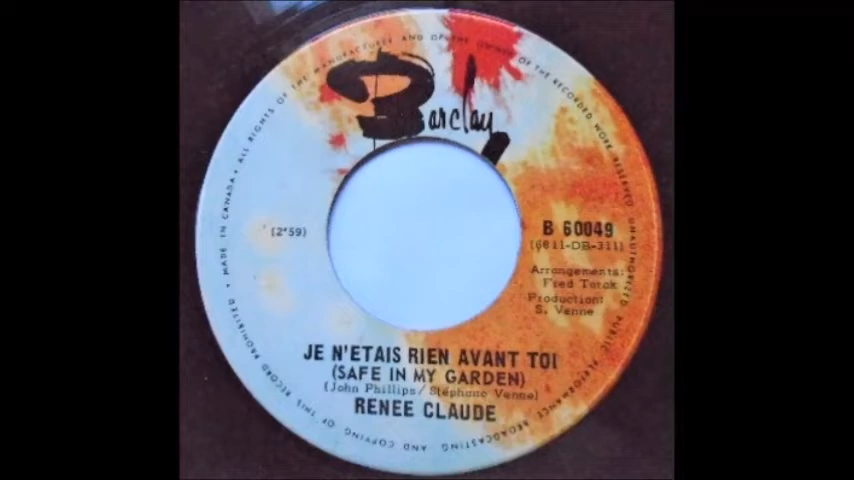 MADE IN CANADA • ALL RIGHTS OF THE MANUFACTURER AND OF THE OWNER OF THE RECORDED WORK RESERVED UNAUTHORIZED PUBLIC PERFORMANCE BROADCASTING AND COPYING OF THIS RECORD PROHIBITED •
Barclay
(2'59)
B 60049
(6811-DB-311)
Arrangements:
Fred Torak
Production:
S. Venne
JE N'ETAIS RIEN AVANT TOI
(SAFE IN MY GARDEN)
(John Phillips/Stéphane Venne)
RENEE CLAUDE